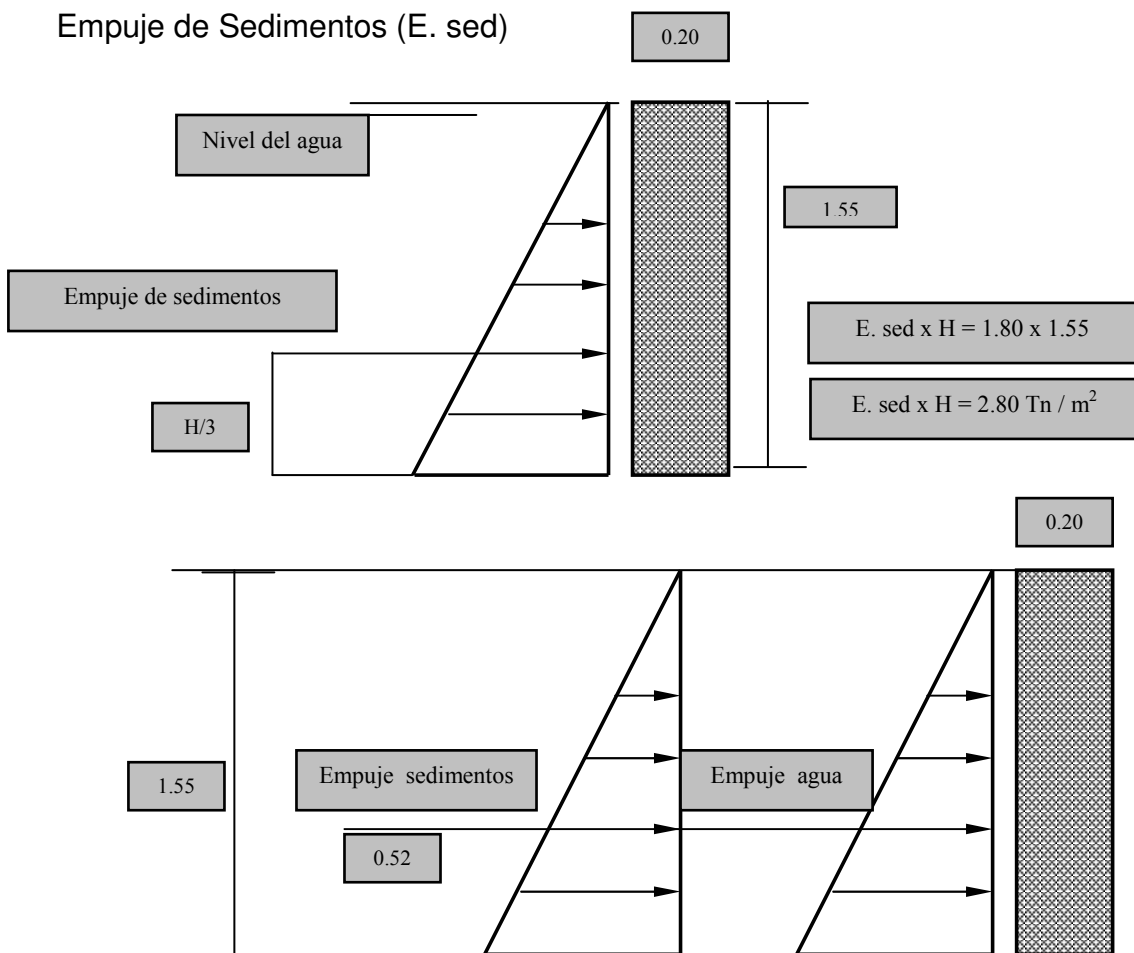 Empuje de Sedimentos (E. sed)
0.20
Nivel del agua
1.55
Empuje de sedimentos
E. sed x H = 1.80 x 1.55
E. sed x H = 2.80 Tn / m²
H/3
0.20
Empuje sedimentos
Empuje agua
1.55
0.52